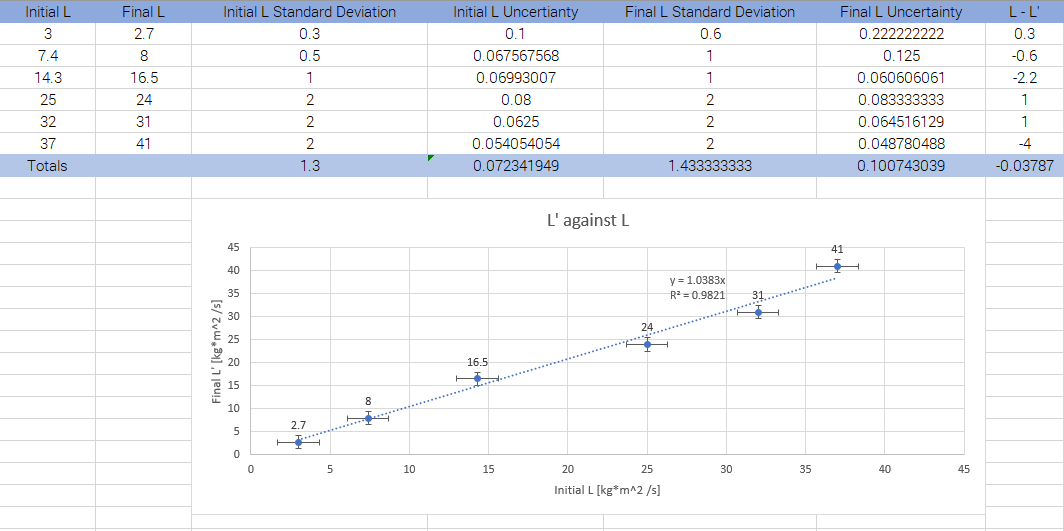 Initial L Final L Initial L Standard Deviation Initial L Uncertianty Final L Standard Deviation Final L Uncertainty L - L'
3 2.7 0.3 0.1 0.6 0.222222222 0.3
7.4 8 0.5 0.067567568 1 0.125 -0.6
14.3 16.5 1 0.06993007 1 0.060606061 -2.2
25 24 2 0.08 2 0.083333333 1
32 31 2 0.0625 2 0.064516129 1
37 41 2 0.054054054 2 0.048780488 -4
Totals 1.3 0.072341949 1.433333333 0.100743039 -0.03787
L' against L
Final L' [kg*m^2 /s]
45
40
35
30
25
20
15
10
5
0
2.7
8
16.5
24
31
41
y = 1.0383x
R² = 0.9821
0 5 10 15 20 25 30 35 40 45
Initial L [kg*m^2 /s]